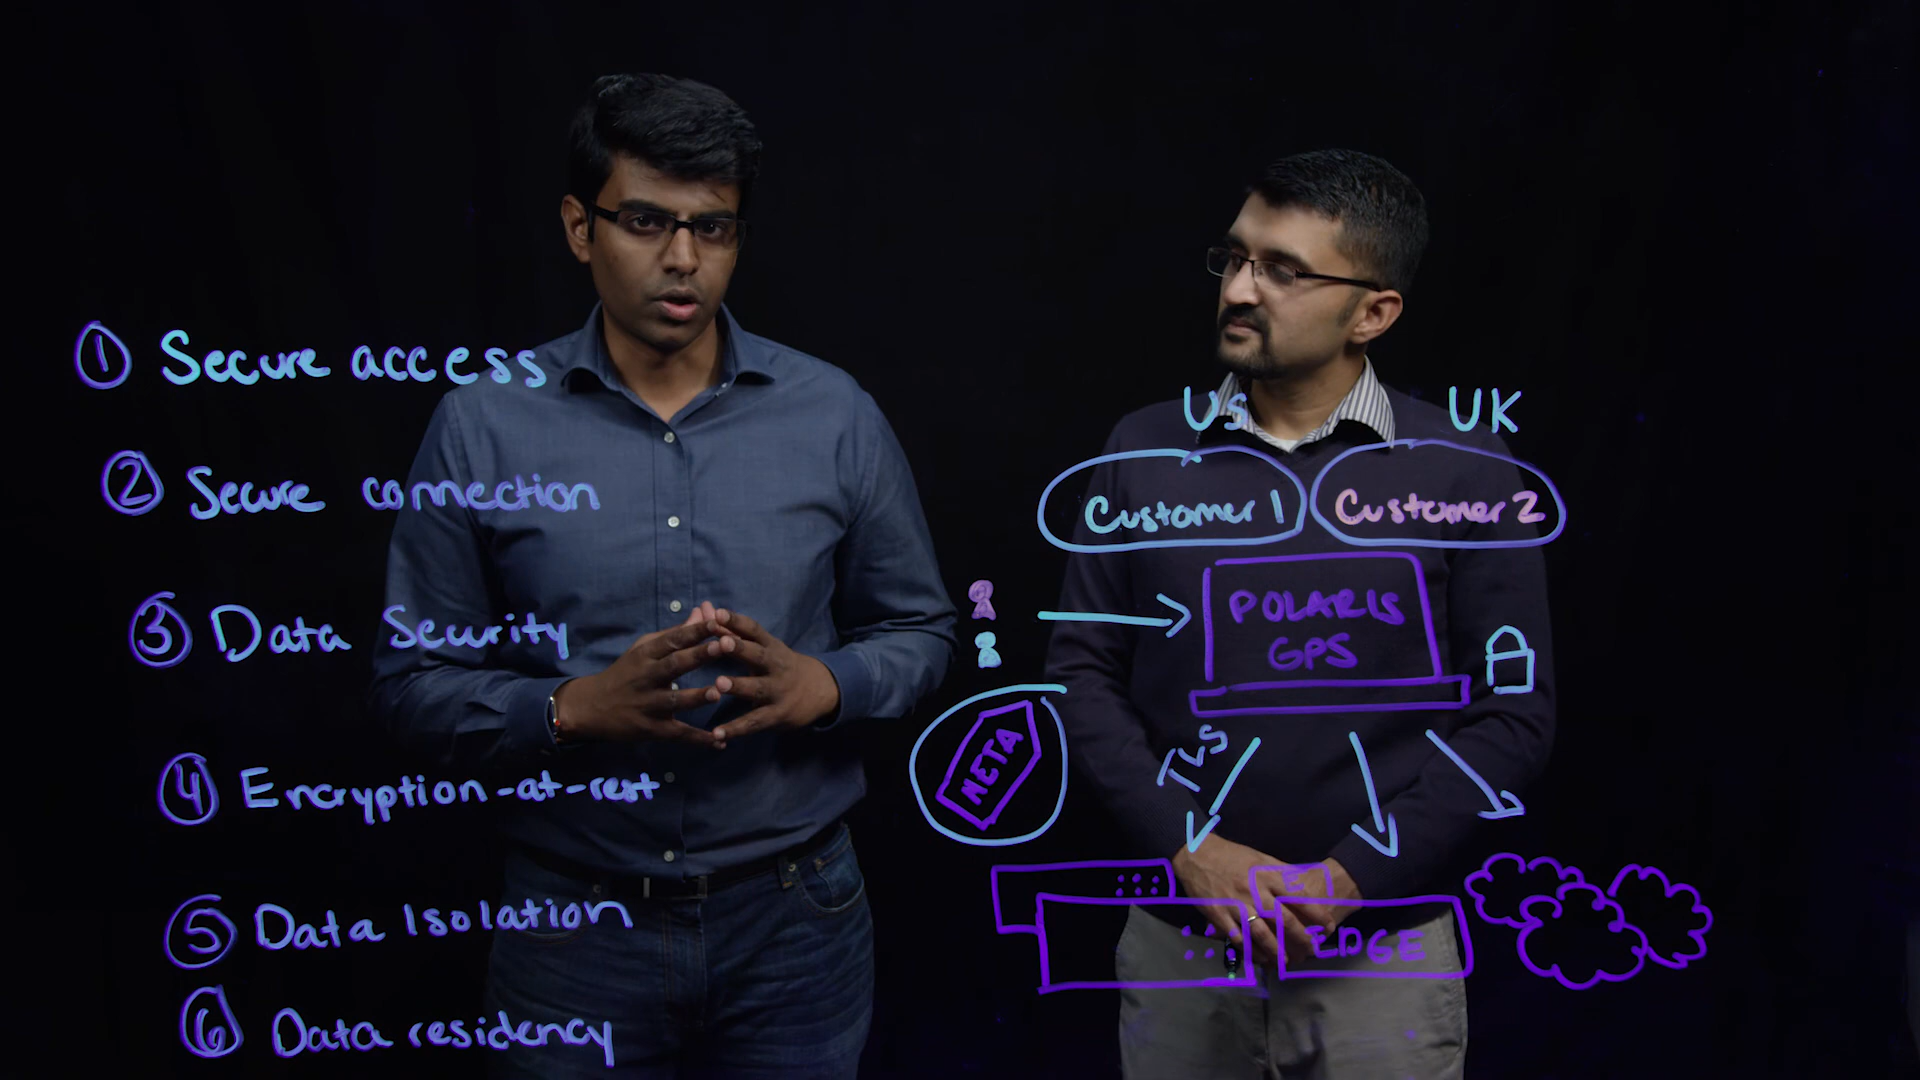 1 Secure access
2 Secure connection
3 Data Security
4 Encryption-at-rest
5 Data Isolation
6 Data residency
US UK
Customer 1 Customer 2
POLARIS
GPS
NETA
TLS
E
EDGE